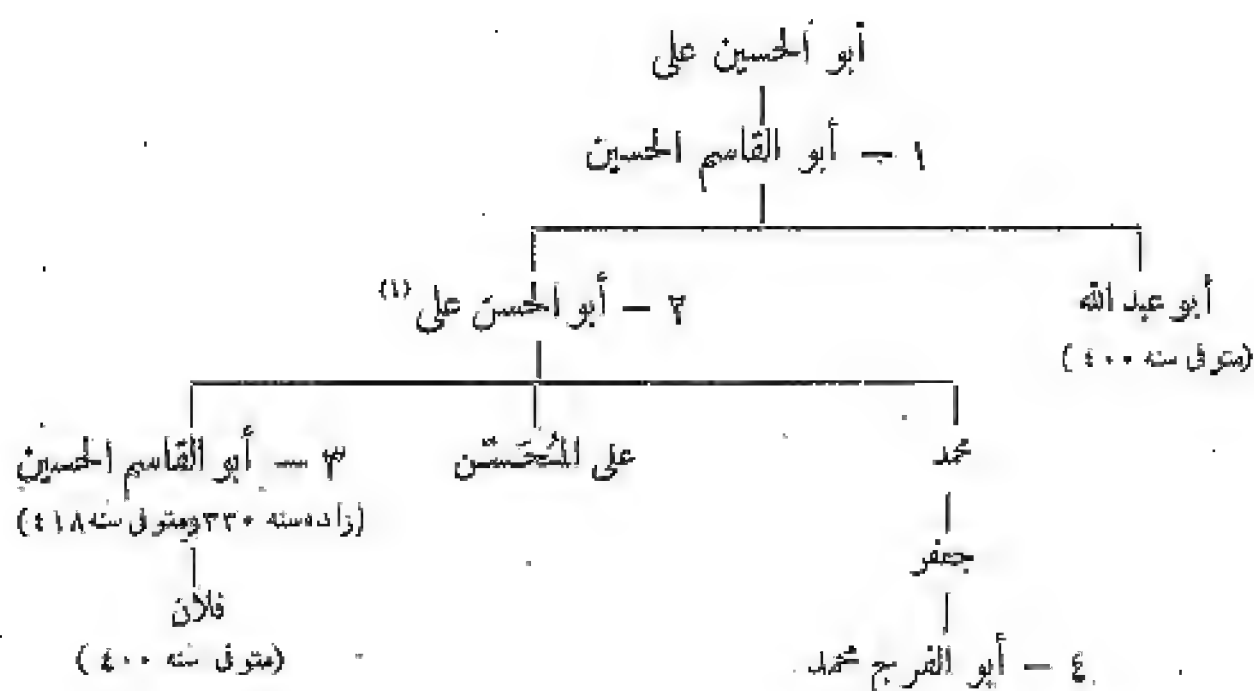 أبو الحسين على
١ — أبو القاسم الحسين
أبو عبد الله
(متوفى سنه ٤٠٠)
٢ — أبو الحسن على (١)
محمد
على المُحَسَّن
٣ — أبو القاسم الحسين
(زاده سنه ٣٣٠ ومتوفى سنه ٤١٨)
جعفر
فلان
(متوفى سنه ٤٠٠)
٤ — أبو الفرج محمد